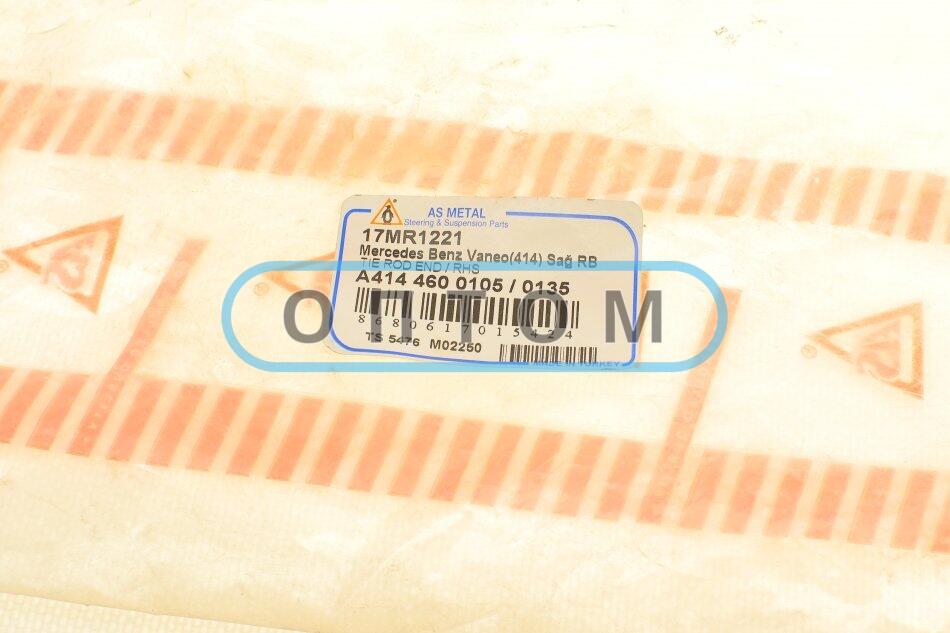 AS METAL
Steering & Suspension Parts
17MR1221
Mercedes Benz Vaneo(414) Sağ RB
TIE ROD END / RHS
A414 460 0105 / 0135
8680617015424
TS 5476 M02250
MADE IN TURKEY
ОПТОМ